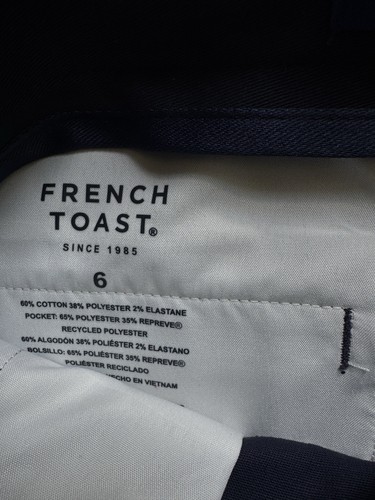 FRENCH
TOAST®
SINCE 1985
6
60% COTTON 38% POLYESTER 2% ELASTANE
POCKET: 65% POLYESTER 35% REPREVE®
RECYCLED POLYESTER
60% ALGODÓN 38% POLIÉSTER 2% ELASTANO
BOLSILLO: 65% POLIÉSTER 35% REPREVE®
POLIÉSTER RECICLADO
HECHO EN VIETNAM